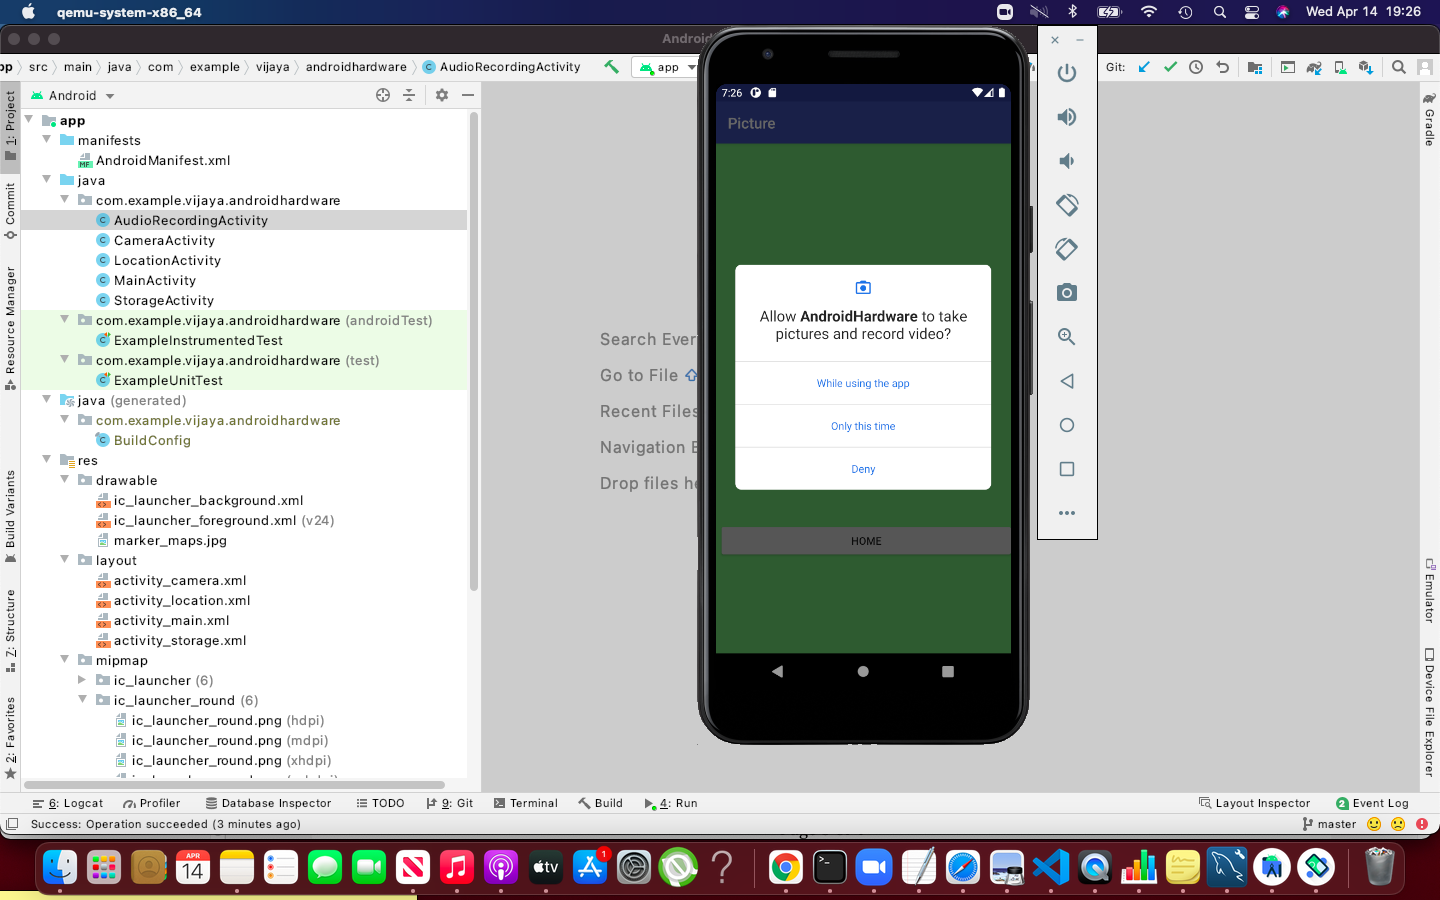 qemu-system-x86_64
Wed Apr 14 19:26
Android
pp
src
main
java
com
example
vijaya
androidhardware
AudioRecordingActivity
app
Git:
Android
app
manifests
AndroidManifest.xml
java
com.example.vijaya.androidhardware
AudioRecordingActivity
CameraActivity
LocationActivity
MainActivity
StorageActivity
com.example.vijaya.androidhardware (androidTest)
ExampleInstrumentedTest
com.example.vijaya.androidhardware (test)
ExampleUnitTest
java (generated)
com.example.vijaya.androidhardware
BuildConfig
res
drawable
ic_launcher_background.xml
ic_launcher_foreground.xml (v24)
marker_maps.jpg
layout
activity_camera.xml
activity_location.xml
activity_main.xml
activity_storage.xml
mipmap
ic_launcher (6)
ic_launcher_round (6)
ic_launcher_round.png (hdpi)
ic_launcher_round.png (mdpi)
ic_launcher_round.png (xhdpi)
1: Project
Commit
Resource Manager
Build Variants
7: Structure
2: Favorites
Search Ever
Go to File
Recent Files
Navigation B
Drop files he
7:26
Picture
Allow AndroidHardware to take
pictures and record video?
While using the app
Only this time
Deny
HOME
Gradle
Emulator
Device File Explorer
6: Logcat
Profiler
Database Inspector
TODO
9: Git
Terminal
Build
4: Run
Layout Inspector
2
Event Log
Success: Operation succeeded (3 minutes ago)
master
APR
14
tv
1